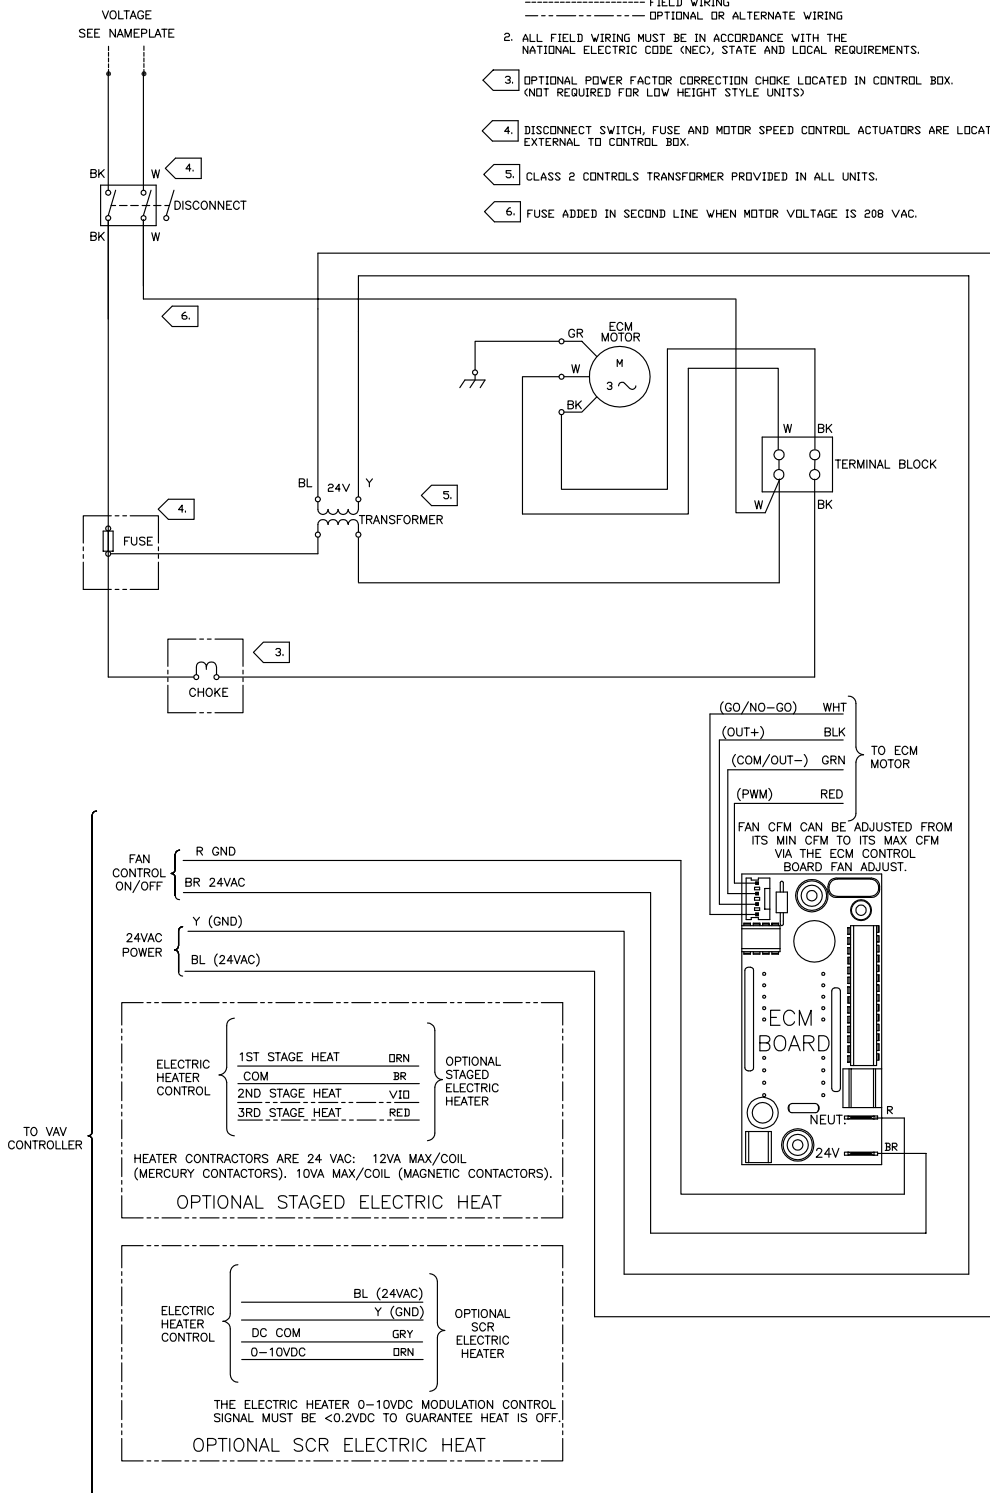 FIELD WIRING
OPTIONAL OR ALTERNATE WIRING
VOLTAGE
SEE NAMEPLATE
2. ALL FIELD WIRING MUST BE IN ACCORDANCE WITH THE
NATIONAL ELECTRIC CODE (NEC), STATE AND LOCAL REQUIREMENTS.
3. OPTIONAL POWER FACTOR CORRECTION CHOKE LOCATED IN CONTROL BOX.
(NOT REQUIRED FOR LOW HEIGHT STYLE UNITS)
4. DISCONNECT SWITCH, FUSE AND MOTOR SPEED CONTROL ACTUATORS ARE LOCAT
EXTERNAL TO CONTROL BOX.
5. CLASS 2 CONTROLS TRANSFORMER PROVIDED IN ALL UNITS.
6. FUSE ADDED IN SECOND LINE WHEN MOTOR VOLTAGE IS 208 VAC.
BK W 4.
DISCONNECT
BK W
6.
ECM
MOTOR
GR
M
W
3
BK
W BK
TERMINAL BLOCK
W BK
BL 24V Y 5.
TRANSFORMER
4.
FUSE
3.
CHOKE
(GO/NO-GO) WHT
(OUT+) BLK
(COM/OUT-) GRN
(PWM) RED
TO ECM
MOTOR
FAN CFM CAN BE ADJUSTED FROM
ITS MIN CFM TO ITS MAX CFM
VIA THE ECM CONTROL
BOARD FAN ADJUST.
FAN
CONTROL
ON/OFF
R GND
BR 24VAC
24VAC
POWER
Y (GND)
BL (24VAC)
ECM
BOARD
NEUT. R
24V BR
TO VAV
CONTROLLER
ELECTRIC
HEATER
CONTROL
1ST STAGE HEAT ORN
COM BR
2ND STAGE HEAT VIO
3RD STAGE HEAT RED
OPTIONAL
STAGED
ELECTRIC
HEATER
HEATER CONTRACTORS ARE 24 VAC: 12VA MAX/COIL
(MERCURY CONTACTORS). 10VA MAX/COIL (MAGNETIC CONTACTORS).
OPTIONAL STAGED ELECTRIC HEAT
ELECTRIC
HEATER
CONTROL
BL (24VAC)
Y (GND)
DC COM GRY
0-10VDC ORN
OPTIONAL
SCR
ELECTRIC
HEATER
THE ELECTRIC HEATER 0-10VDC MODULATION CONTROL
SIGNAL MUST BE <0.2VDC TO GUARANTEE HEAT IS OFF.
OPTIONAL SCR ELECTRIC HEAT